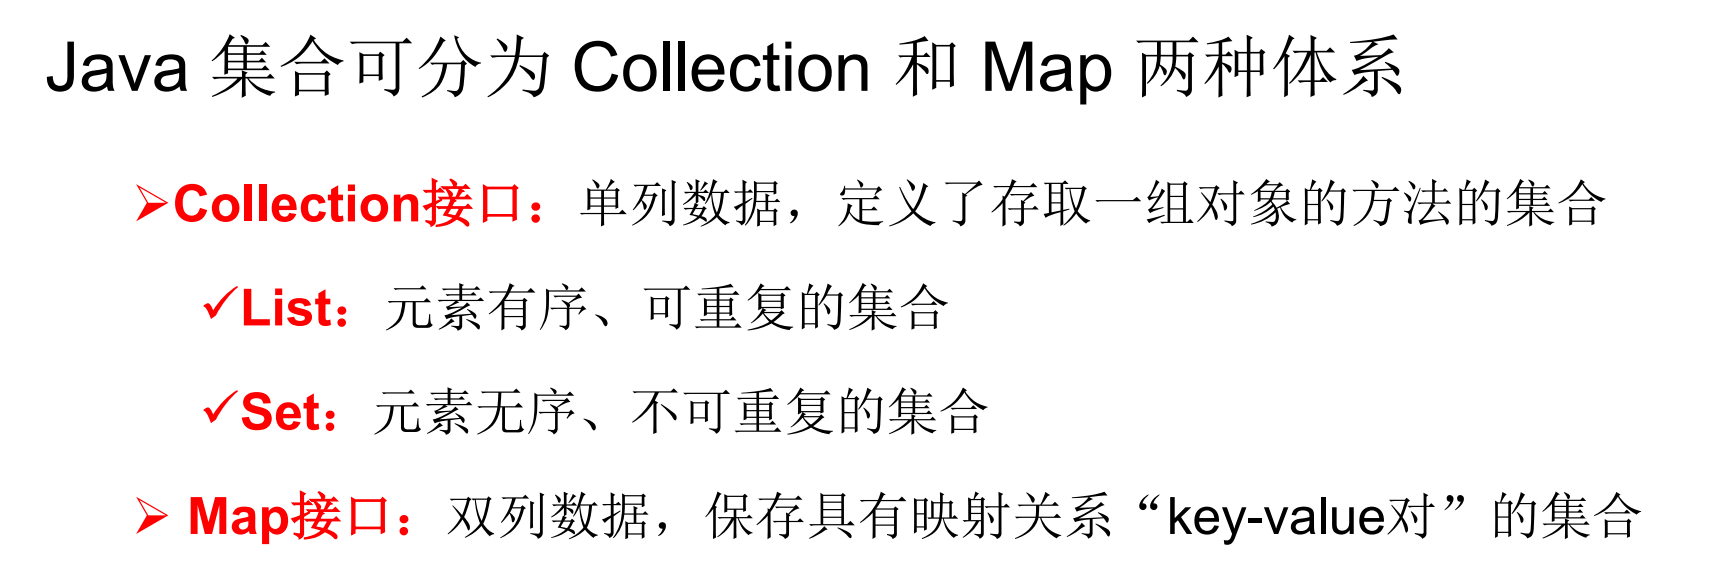 Java 集合可分为 Collection 和 Map 两种体系
➢Collection接口：单列数据，定义了存取一组对象的方法的集合
✓List：元素有序、可重复的集合
✓Set：元素无序、不可重复的集合
➢ Map接口：双列数据，保存具有映射关系“key-value对”的集合